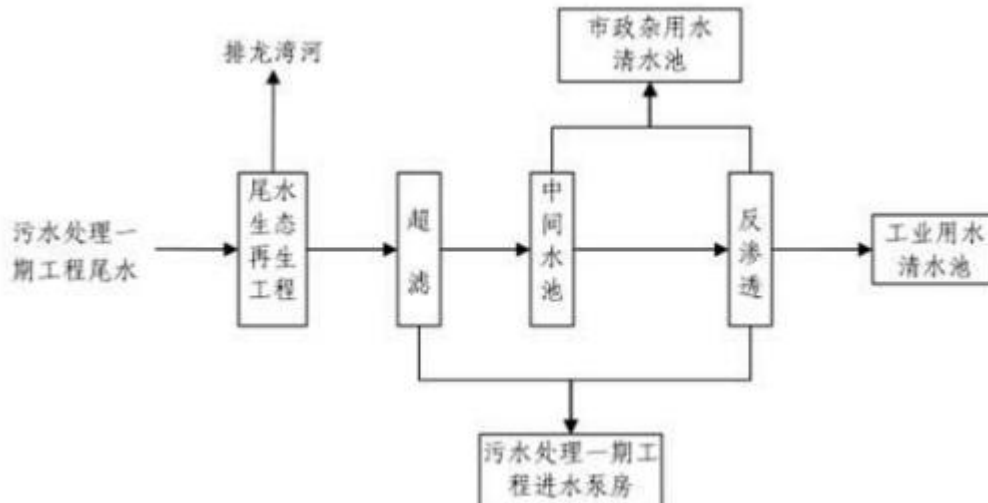 市政杂用水
清水池
排龙湾河
尾水
生态
再生
工程
超
滤
中
间
水
池
反
渗
透
污水处理一
期工程尾水
工业用水
清水池
污水处理一期工
程进水泵房